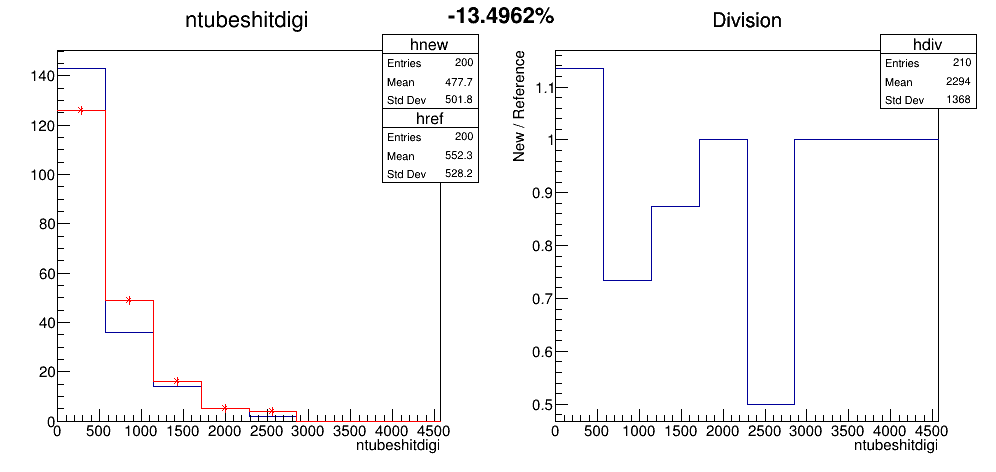 -13.4962%
ntubeshitdigi
hnew
Entries 200
Mean 477.7
Std Dev 501.8
href
Entries 200
Mean 552.3
Std Dev 528.2
140
120
100
80
60
40
20
0
0 500 1000 1500 2000 2500 3000 3500 4000 4500
ntubeshitdigi
Division
hdiv
Entries 210
Mean 2294
Std Dev 1368
New / Reference
1.1
1
0.9
0.8
0.7
0.6
0.5
0 500 1000 1500 2000 2500 3000 3500 4000 4500
ntubeshitdigi